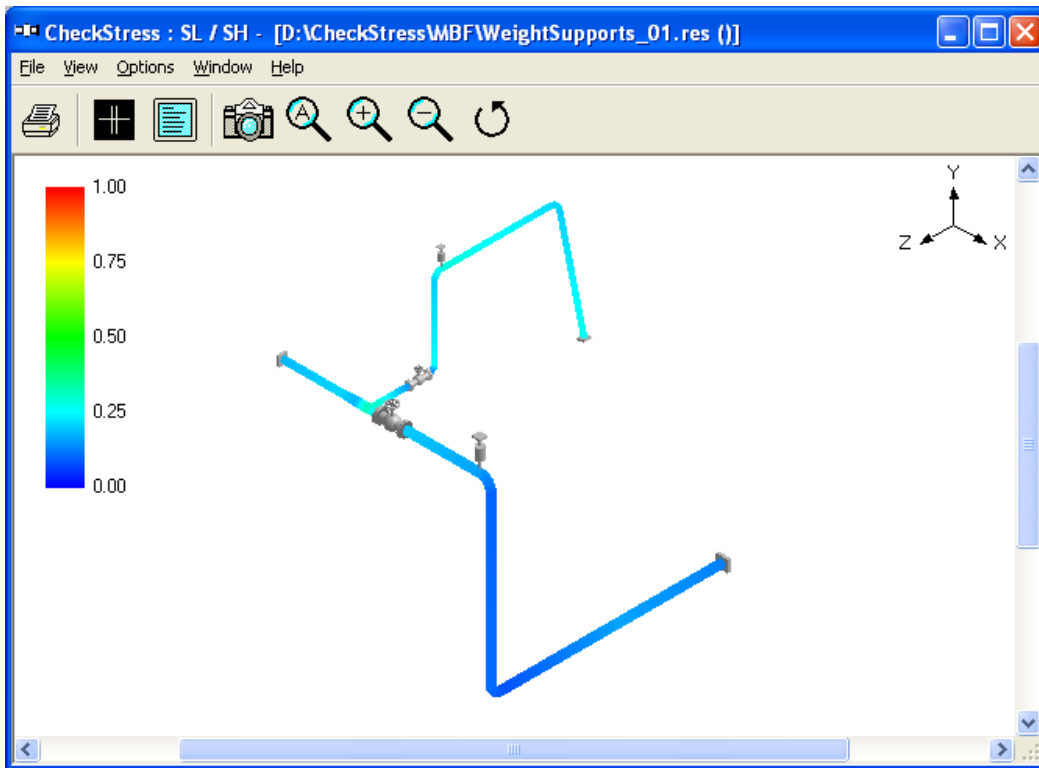 CheckStress : SL / SH - [D:\CheckStress\MBF\WeightSupports_01.res ()]
File View Options Window Help
A
1.00
0.75
0.50
0.25
0.00
Y
Z
X